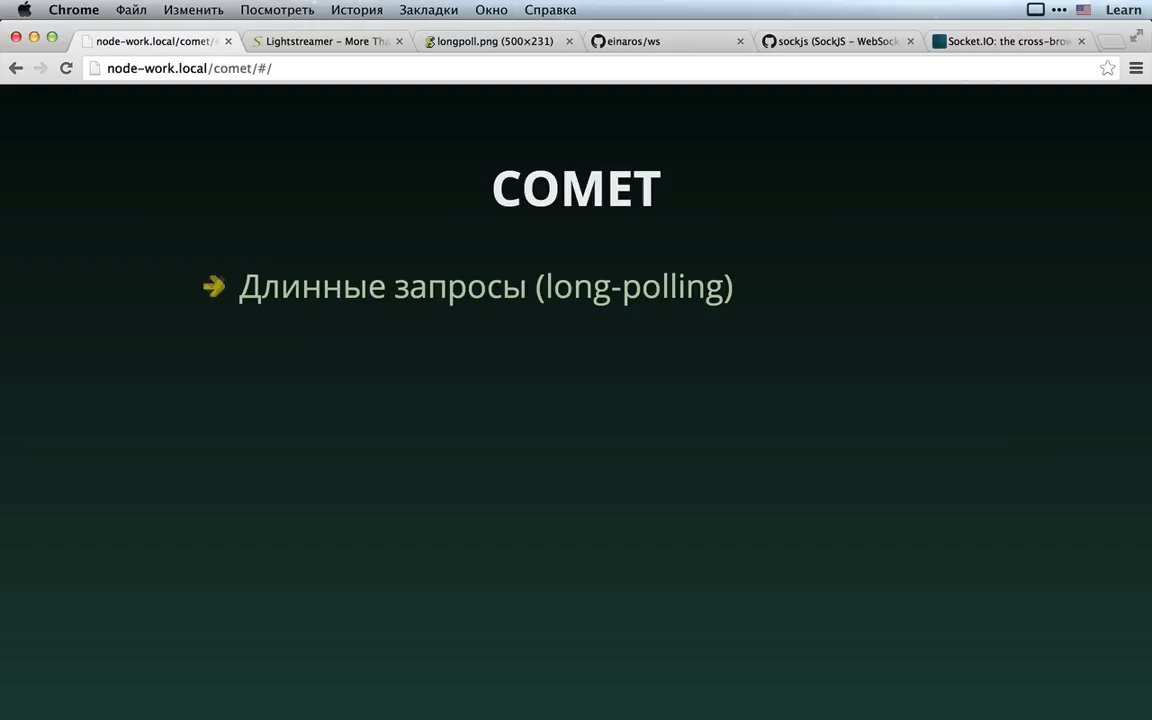 Chrome Файл Изменить Посмотреть История Закладки Окно Справка Learn
node-work.local/comet/ Lightstreamer – More Tha longpoll.png (500×231) einaros/ws sockjs (SockJS – WebSock Socket.IO: the cross-brow
node-work.local/comet/#/
COMET
Длинные запросы (long-polling)